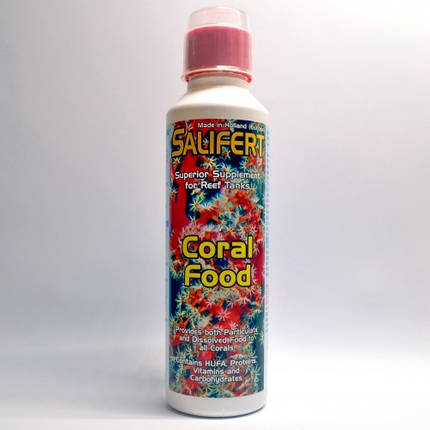 Made in Holland
SALIFERT
Superior Supplement
for Reef Tanks!
Coral
Food
Provides both Particulate
and Dissolved Food to
all Corals.
Contains HUFA, Proteins,
Vitamins and
Carbohydrates